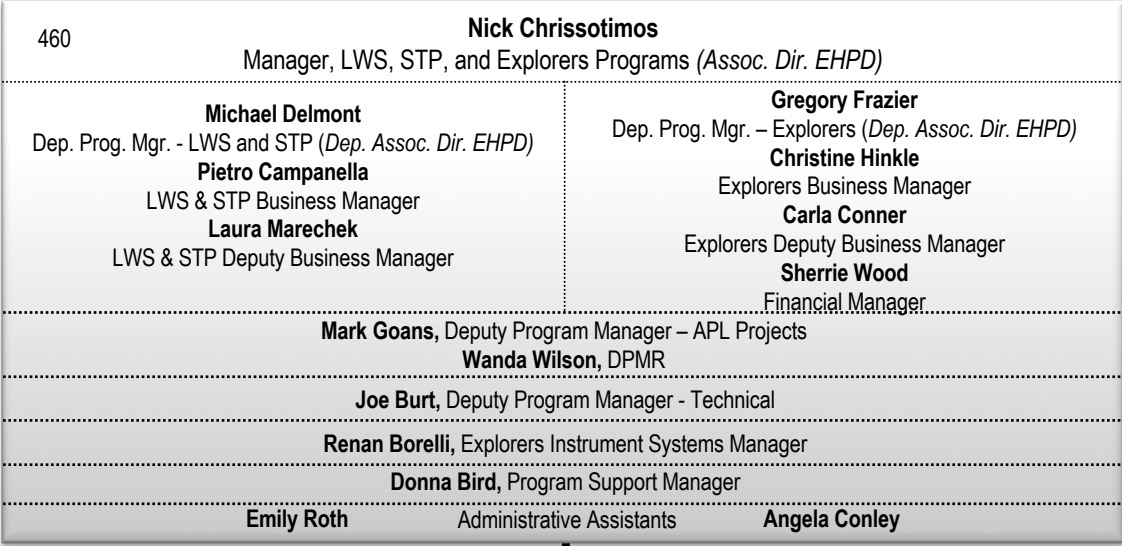 460
Nick Chrissotimos
Manager, LWS, STP, and Explorers Programs (Assoc. Dir. EHPD)
Michael Delmont
Dep. Prog. Mgr. - LWS and STP (Dep. Assoc. Dir. EHPD)
Pietro Campanella
LWS & STP Business Manager
Laura Marechek
LWS & STP Deputy Business Manager
Gregory Frazier
Dep. Prog. Mgr. – Explorers (Dep. Assoc. Dir. EHPD)
Christine Hinkle
Explorers Business Manager
Carla Conner
Explorers Deputy Business Manager
Sherrie Wood
Financial Manager
Mark Goans, Deputy Program Manager – APL Projects
Wanda Wilson, DPMR
Joe Burt, Deputy Program Manager - Technical
Renan Borelli, Explorers Instrument Systems Manager
Donna Bird, Program Support Manager
Emily Roth Administrative Assistants Angela Conley